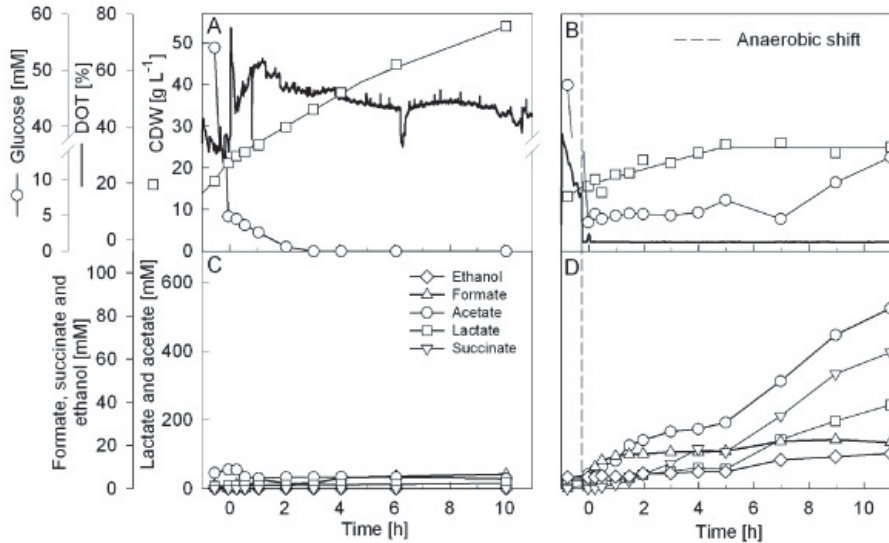 Glucose [mM]
60
50
40
10
5
0
DOT [%]
80
60
40
20
0
CDW [g L⁻¹]
50
40
30
20
10
0
A
B
Anaerobic shift
Formate, succinate and
ethanol [mM]
100
80
60
40
20
0
Lactate and acetate [mM]
600
400
200
0
C
Ethanol
Formate
Acetate
Lactate
Succinate
D
0 2 4 6 8 10
Time [h]
0 2 4 6 8 10
Time [h]